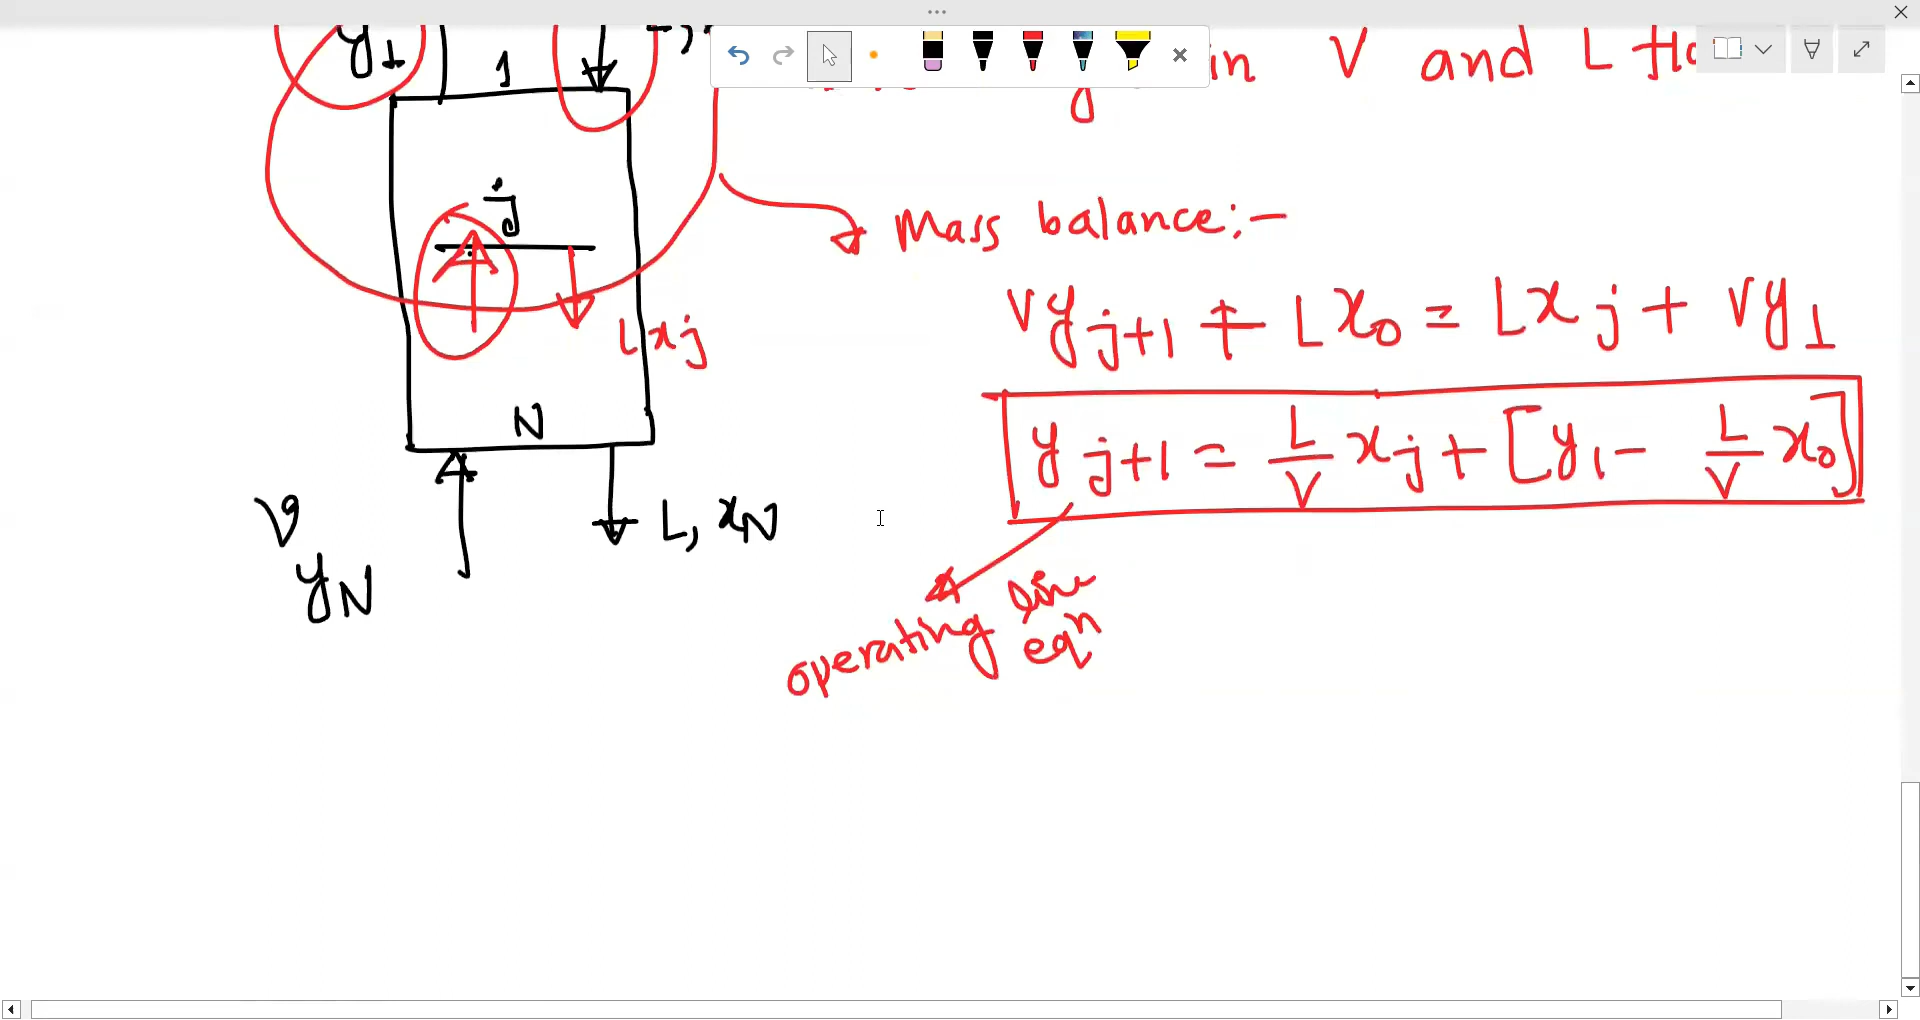 y1
1
in V and L
j
Mass balance:-
Lxj
Vyj+1 + Lx0 = Lxj + Vy1
N
yj+1 = L/V xj + [y1 - L/V x0]
V
yN
L, xN
operating line
eqn